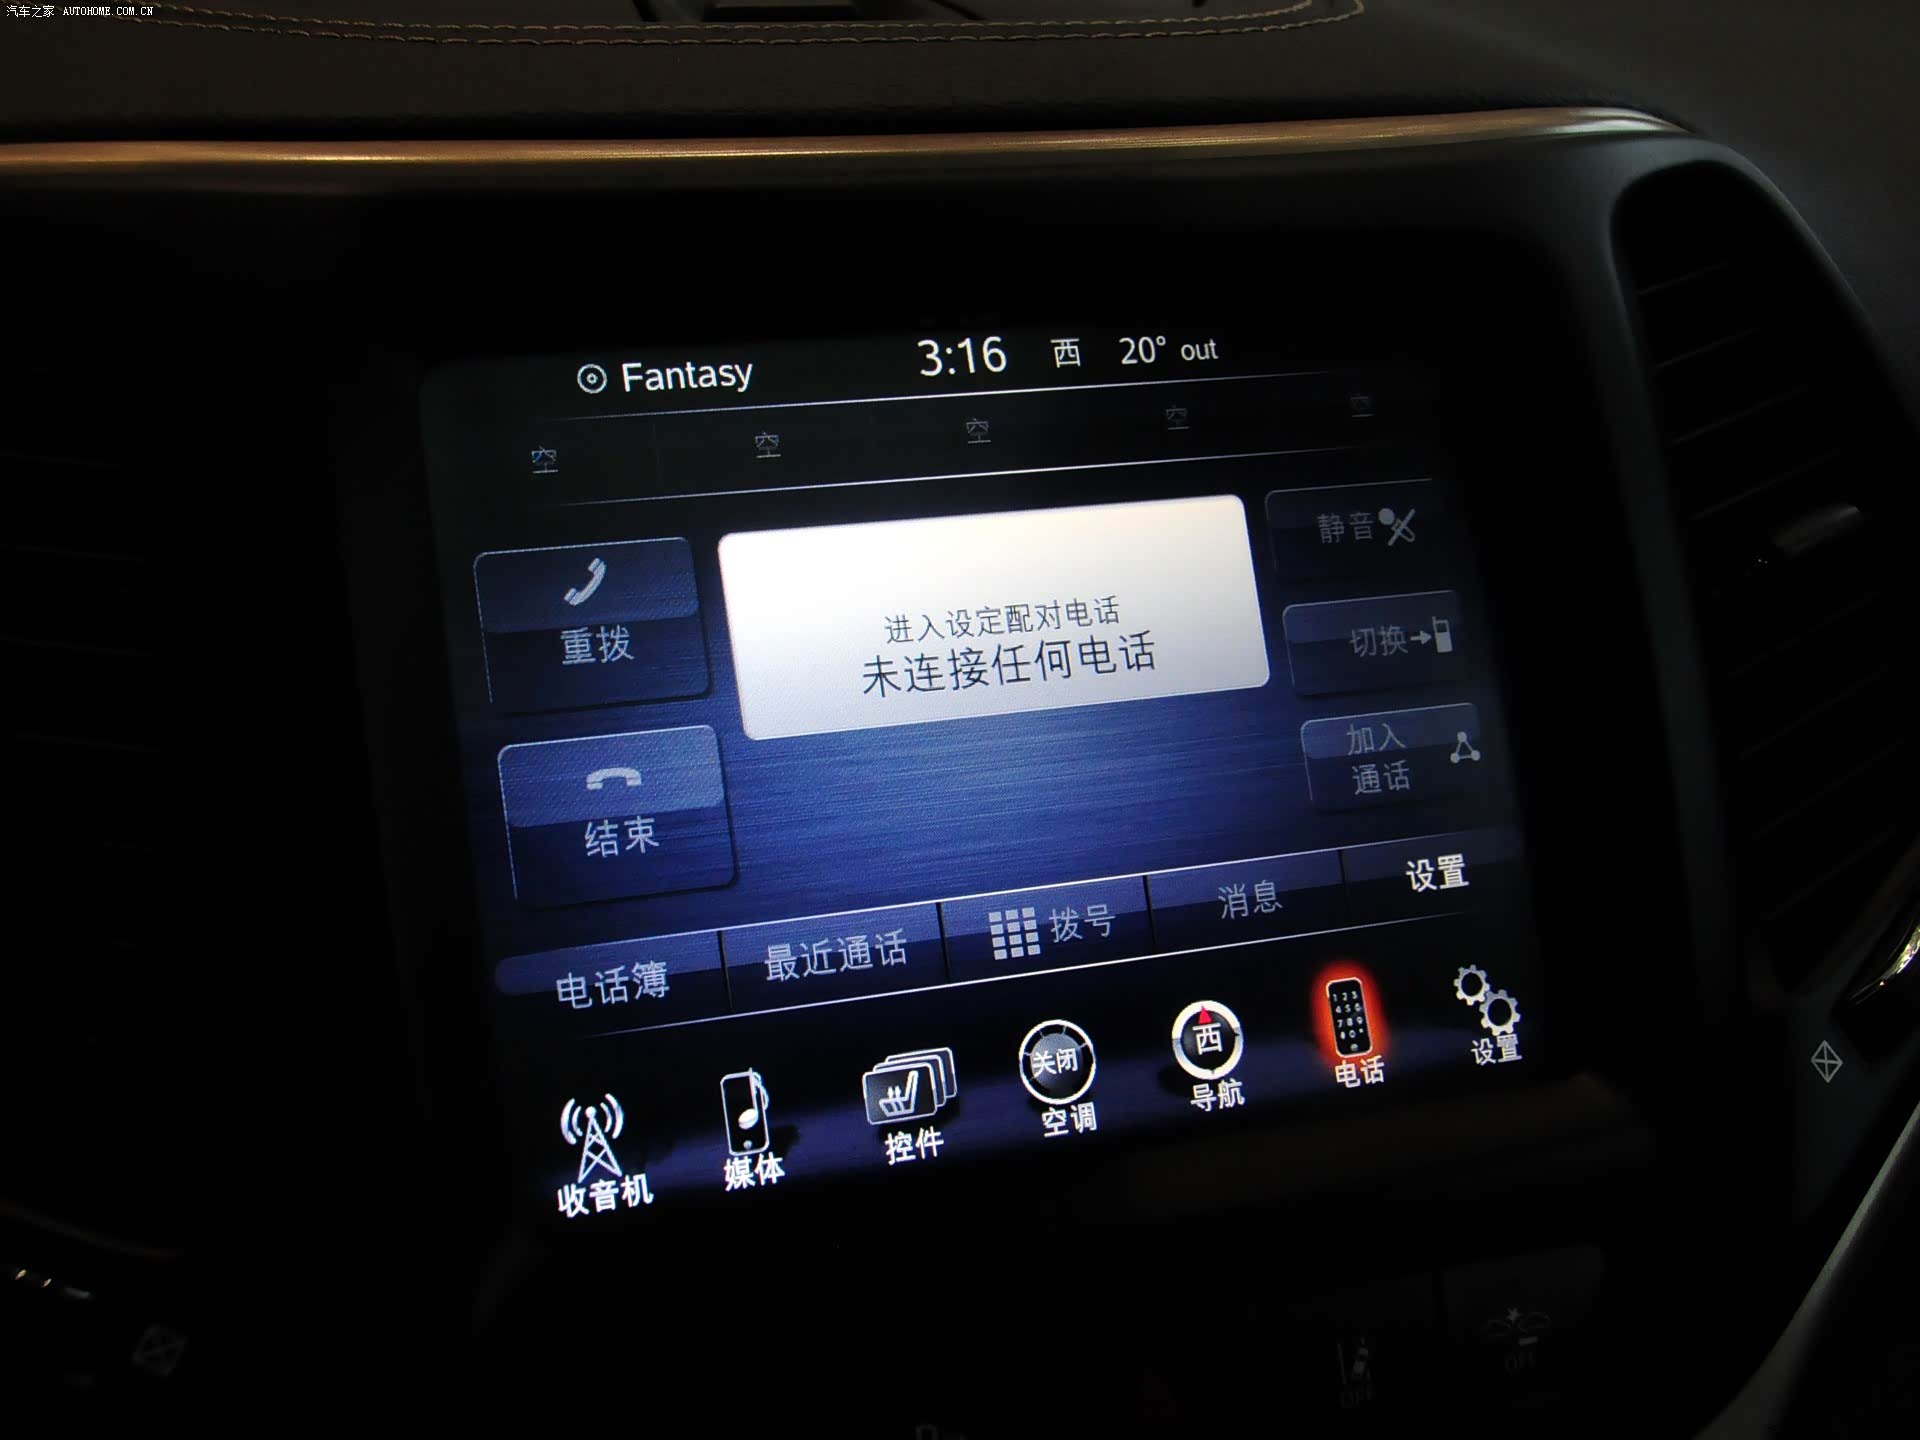 汽车之家 AUTOHOME.COM.CN
Fantasy 3:16 西 20° out
空 空 空 空 空
静音
重拨
进入设定配对电话
未连接任何电话
切换
加入
通话
结束
电话簿 最近通话 拨号 消息 设置
收音机 媒体 控件 关闭 空调 西 导航 电话 设置
OFF OFF